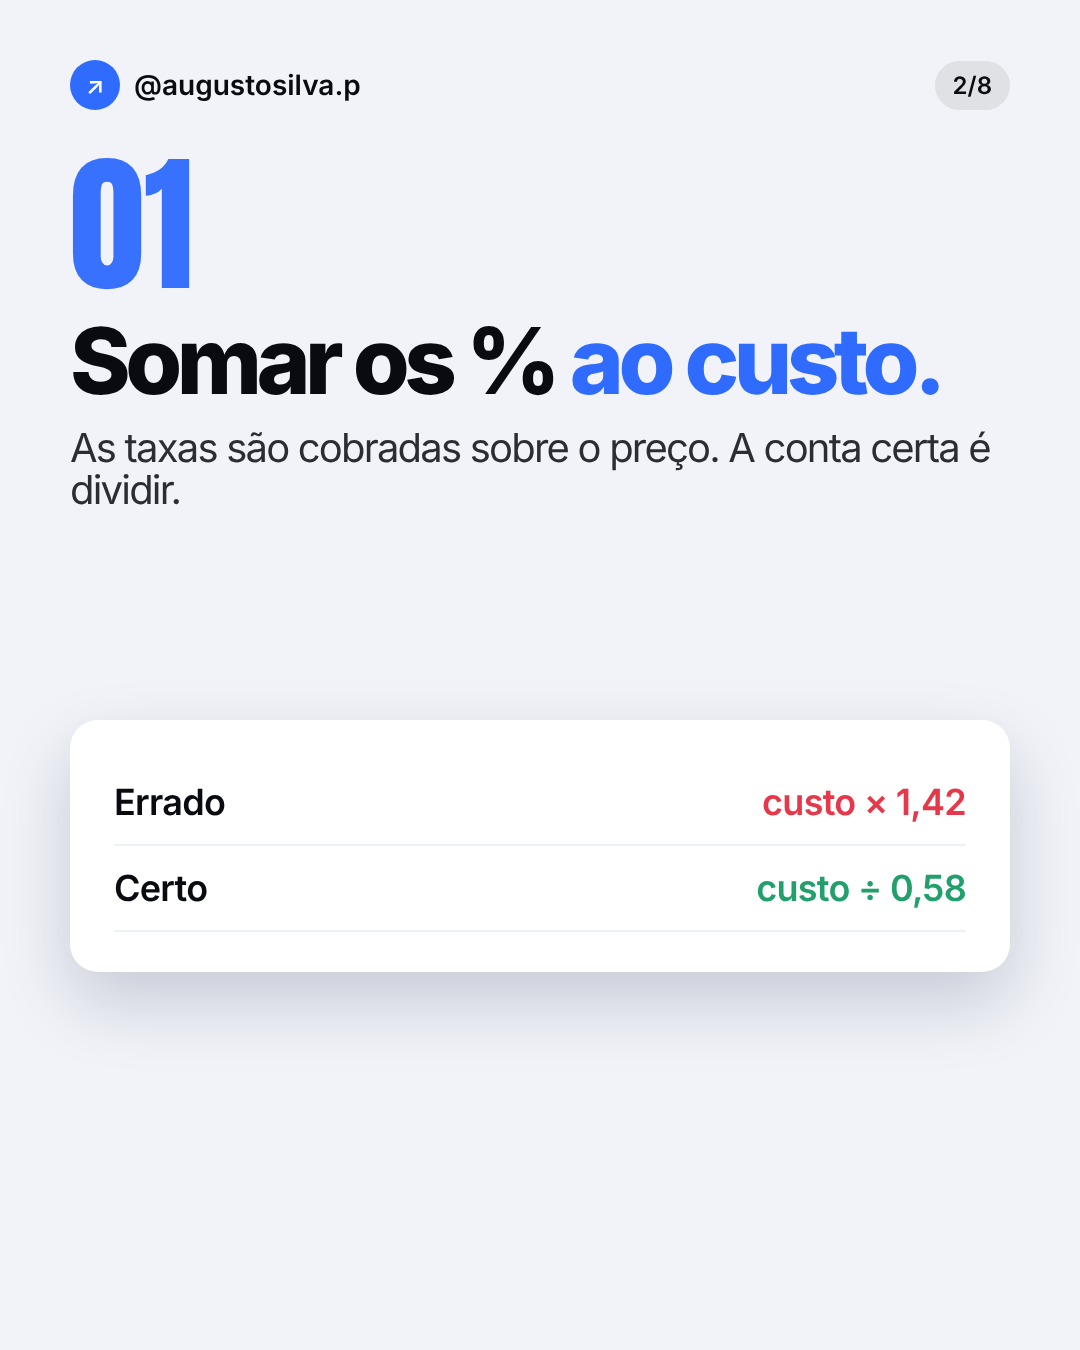 @augustosilva.p
2/8
01
Somar os % ao custo.
As taxas são cobradas sobre o preço. A conta certa é
dividir.
Errado custo × 1,42
Certo custo ÷ 0,58